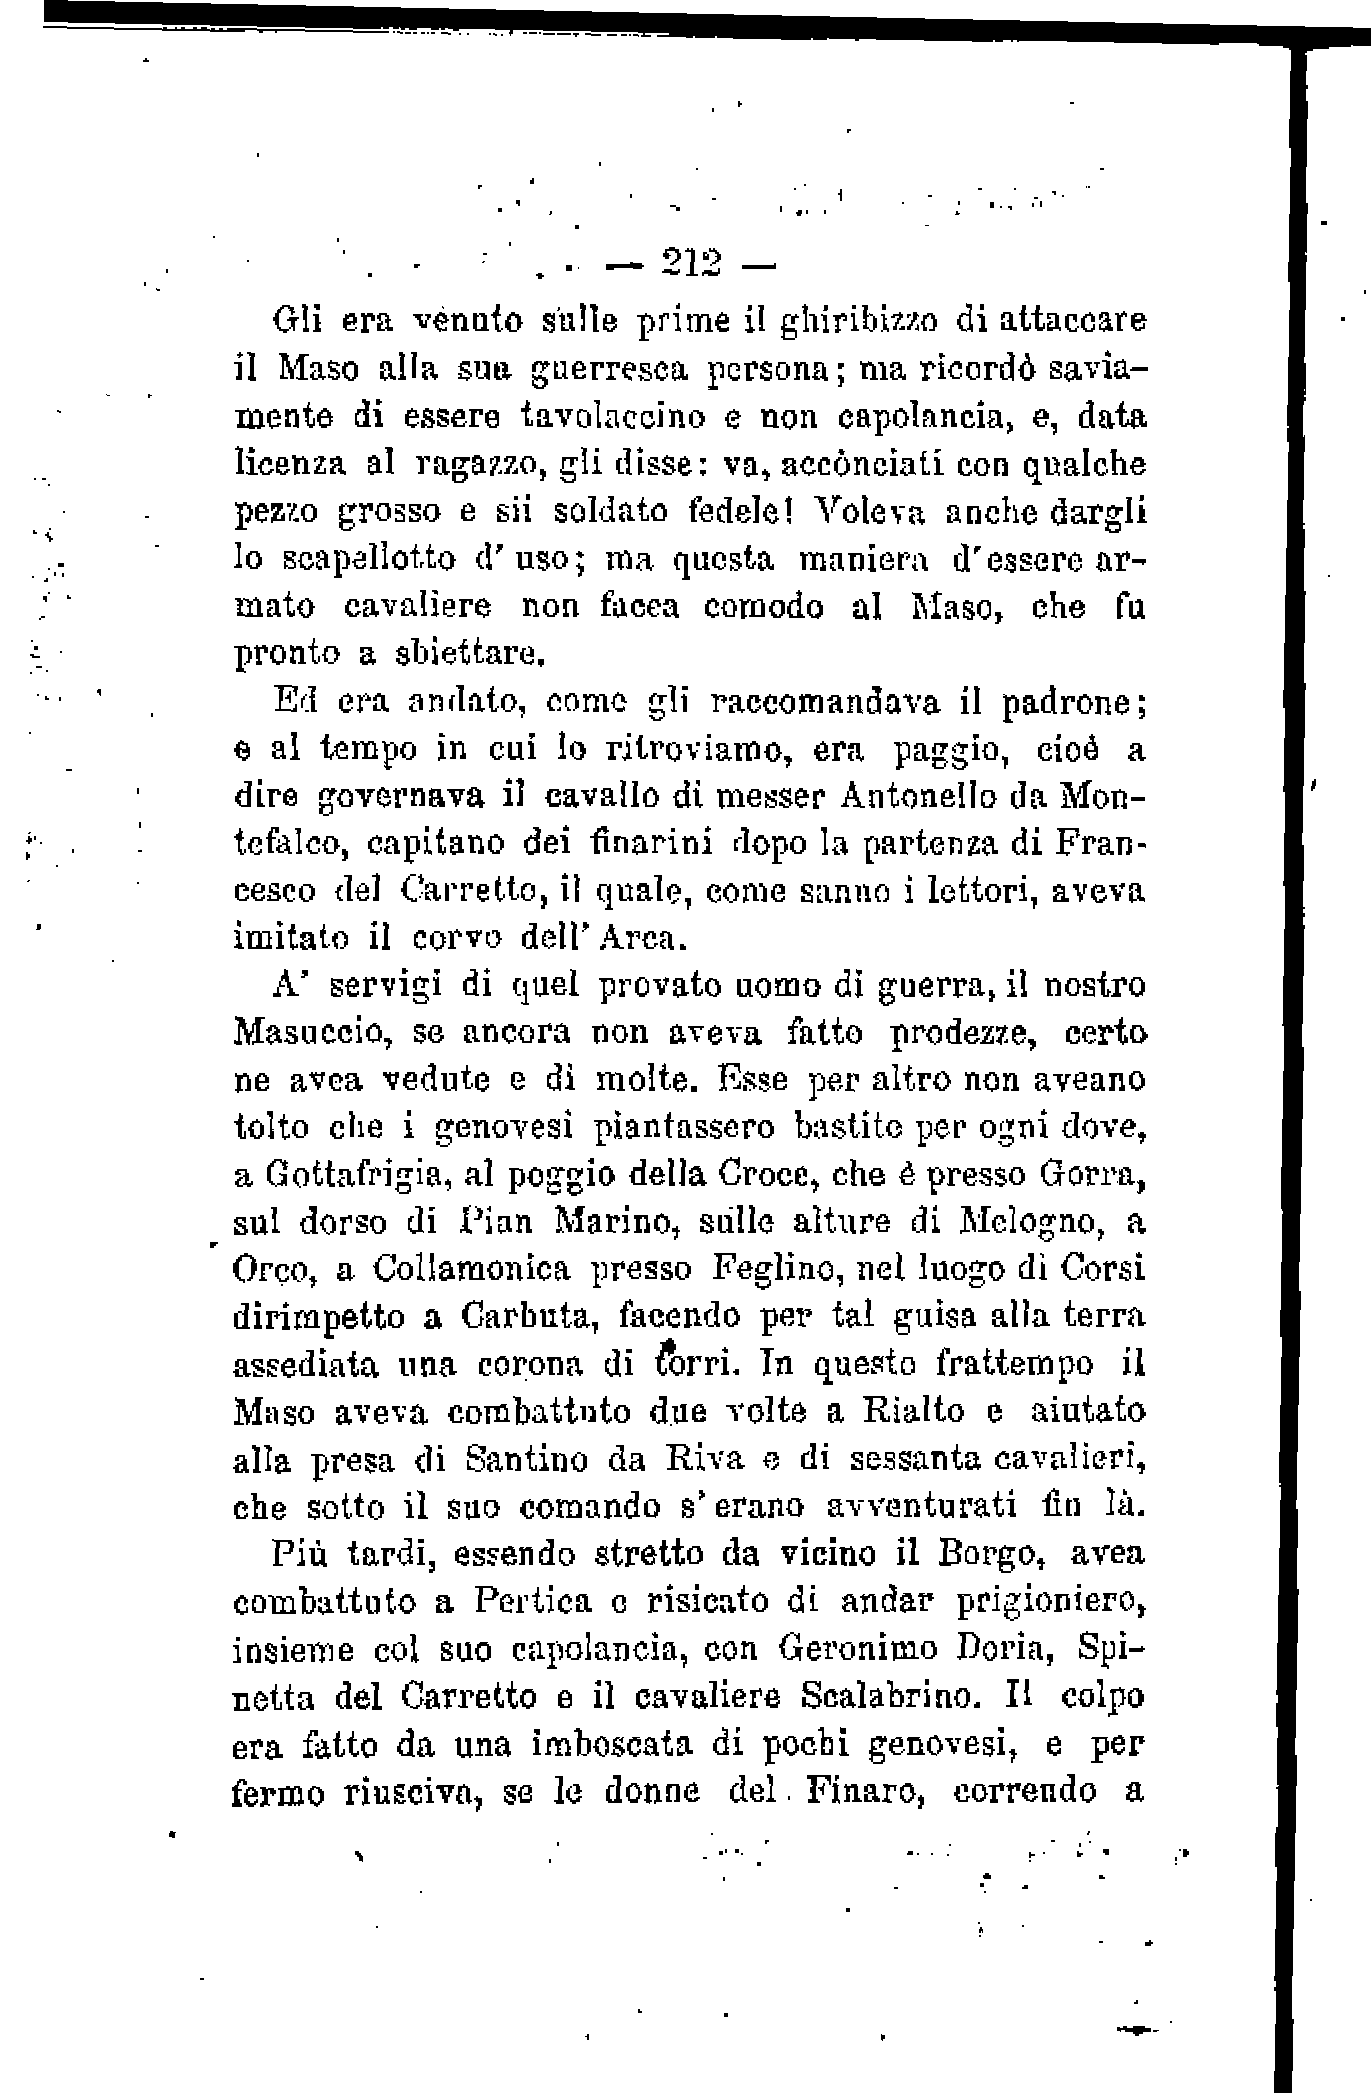 — 212 —
Gli era venuto sulle prime il ghiribizzo di attaccare
il Maso alla sua guerresca persona; ma ricordò savia-
mente di essere tavolaccino e non capolancia, e, data
licenza al ragazzo, gli disse: va, accònciati con qualche
pezzo grosso e sii soldato fedele! Voleva anche dargli
lo scapellotto d' uso; ma questa maniera d'essere ar-
mato cavaliere non facea comodo al Maso, che fu
pronto a sbiettare.
Ed era andato, come gli raccomandava il padrone;
e al tempo in cui lo ritroviamo, era paggio, cioè a
dire governava il cavallo di messer Antonello da Mon-
tefalco, capitano dei finarini dopo la partenza di Fran-
cesco del Carretto, il quale, come sanno i lettori, aveva
imitato il corvo dell' Arca.
A' servigi di quel provato uomo di guerra, il nostro
Masuccio, se ancora non aveva fatto prodezze, certo
ne avea vedute e di molte. Esse per altro non aveano
tolto che i genovesi piantassero bastite per ogni dove,
a Gottafrigia, al poggio della Croce, che è presso Gorra,
sul dorso di Pian Marino, sulle alture di Melogno, a
Orco, a Collamonica presso Feglino, nel luogo di Corsi
dirimpetto a Carbuta, facendo per tal guisa alla terra
assediata una corona di torri. In questo frattempo il
Maso aveva combattuto due volte a Rialto e aiutato
alla presa di Santino da Riva e di sessanta cavalieri,
che sotto il suo comando s' erano avventurati fin là.
Più tardi, essendo stretto da vicino il Borgo, avea
combattuto a Pertica e risicato di andar prigioniero,
insieme col suo capolancia, con Geronimo Doria, Spi-
netta del Carretto e il cavaliere Scalabrino. Il colpo
era fatto da una imboscata di pochi genovesi, e per
fermo riusciva, se le donne del Finaro, correndo a